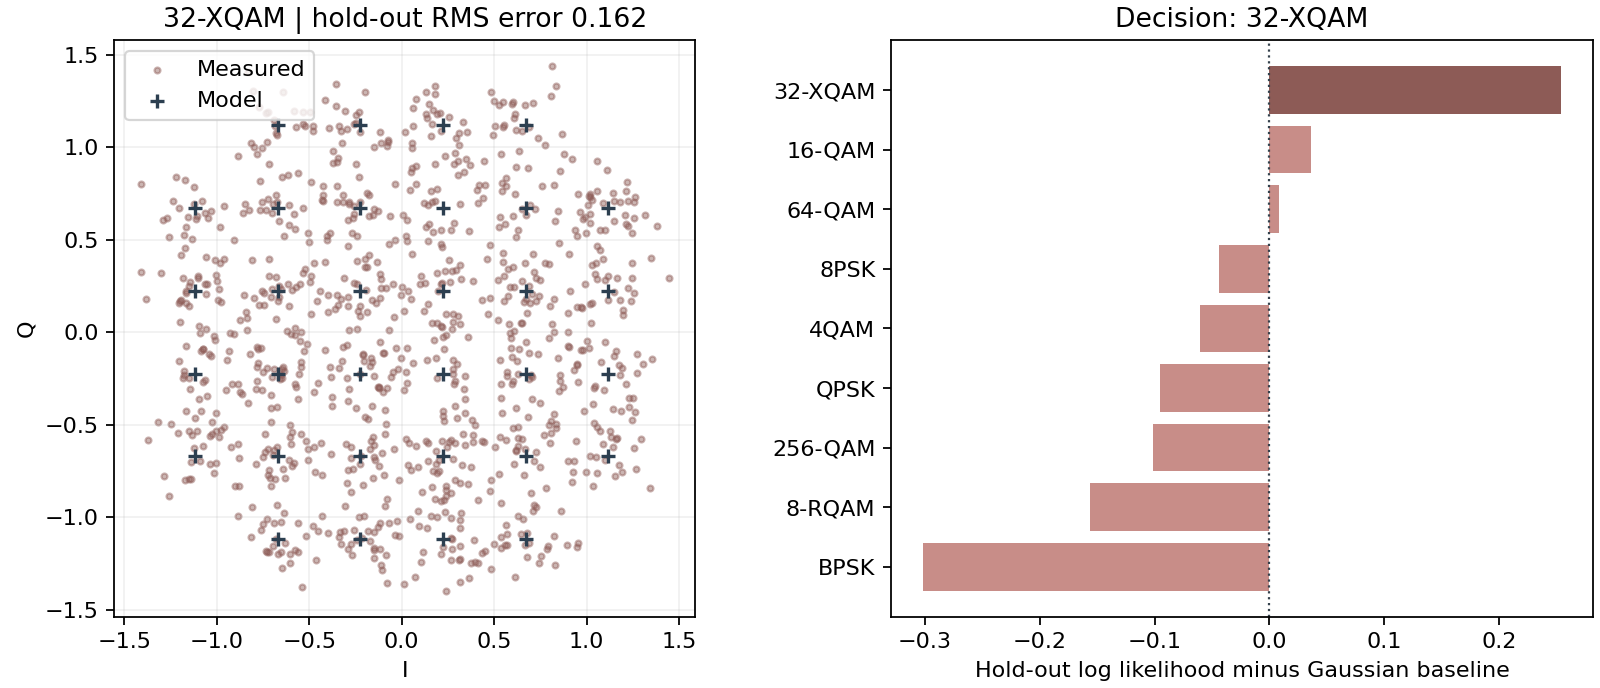 32-XQAM | hold-out RMS error 0.162
Measured
Model
1.5
1.0
0.5
0.0
−0.5
−1.0
−1.5
Q
−1.5
−1.0
−0.5
0.0
0.5
1.0
1.5
I
Decision: 32-XQAM
32-XQAM
16-QAM
64-QAM
8PSK
4QAM
QPSK
256-QAM
8-RQAM
BPSK
−0.3
−0.2
−0.1
0.0
0.1
0.2
Hold-out log likelihood minus Gaussian baseline